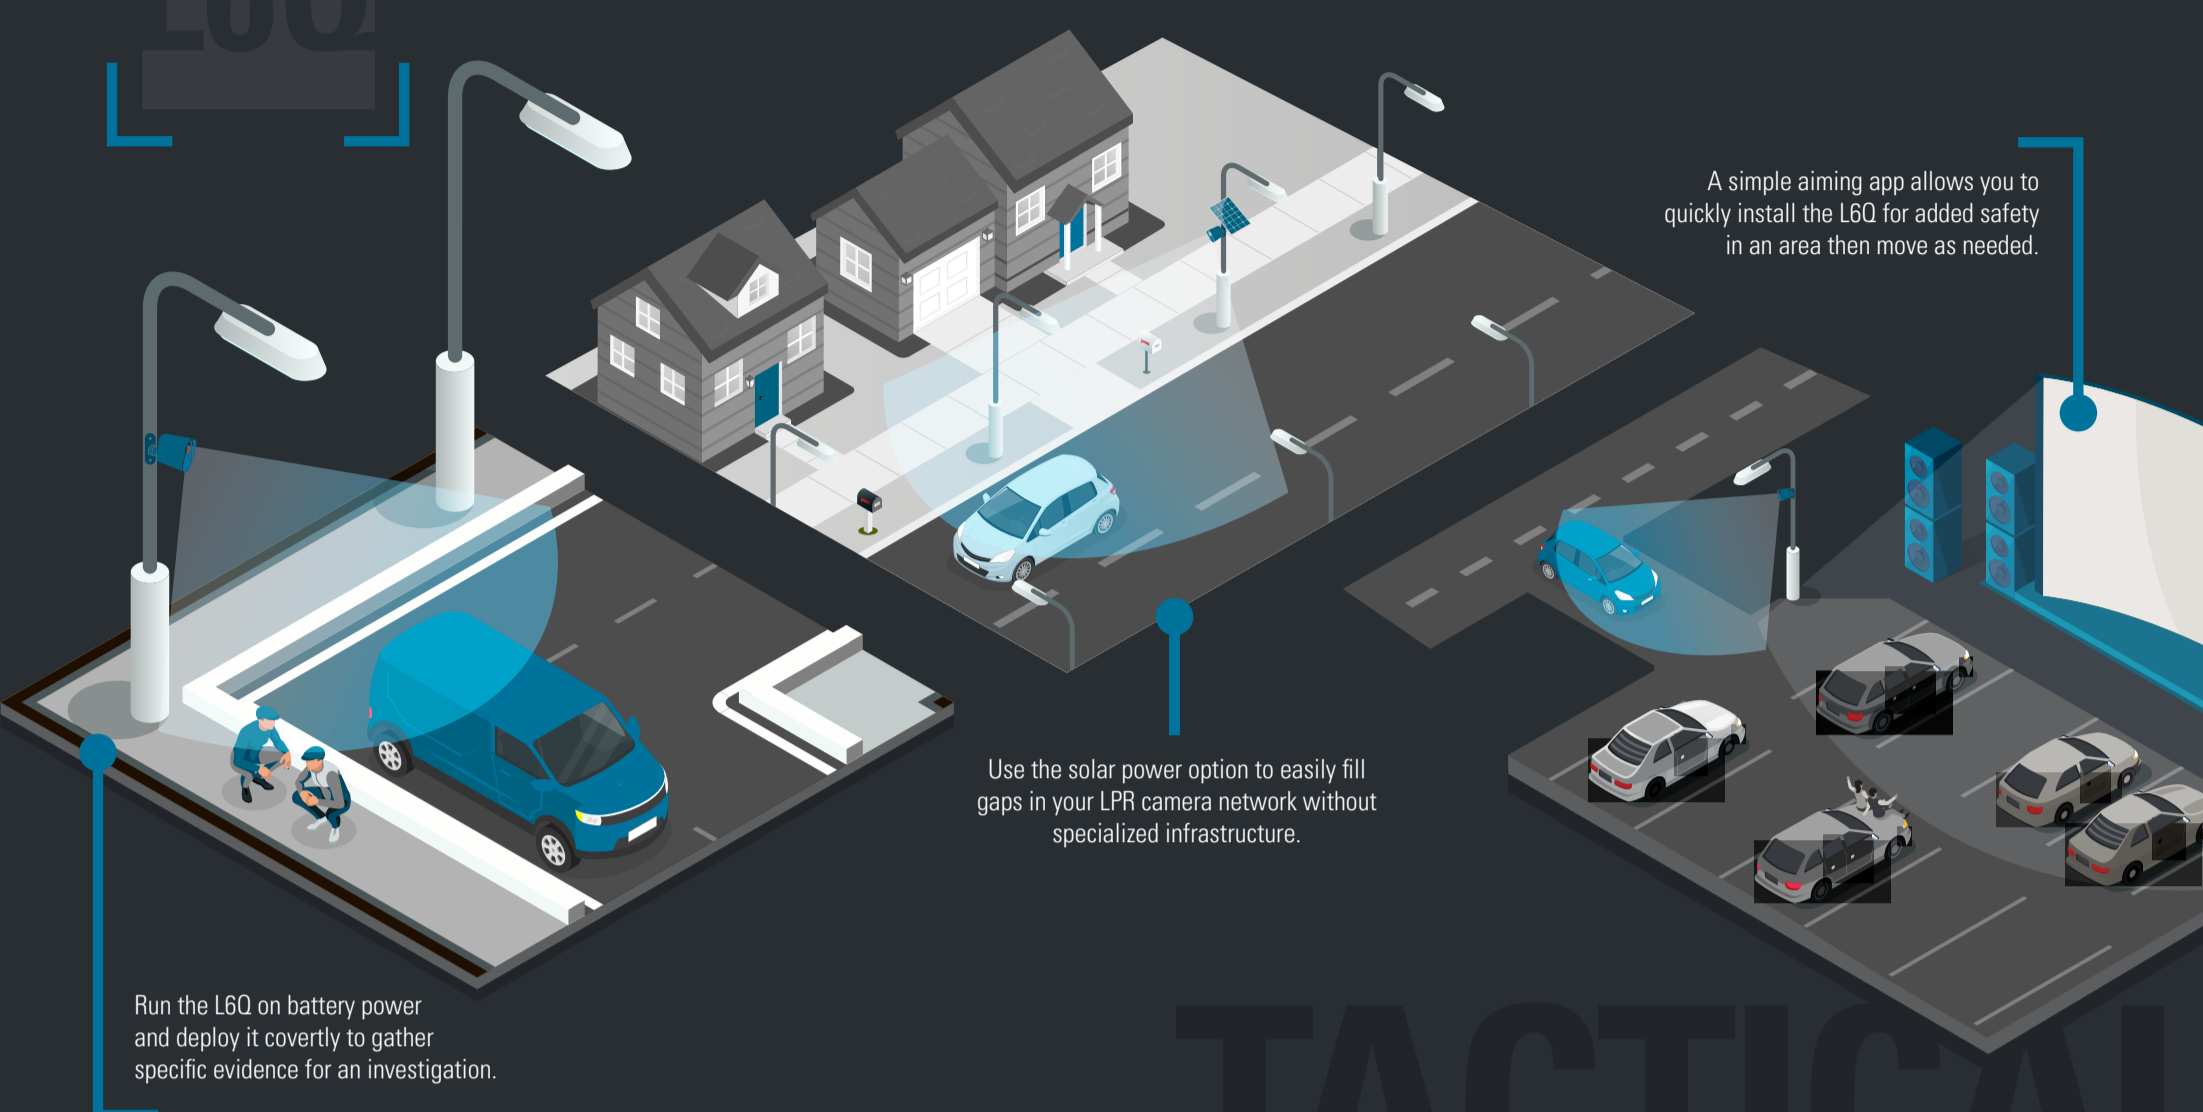 L6Q
A simple aiming app allows you to
quickly install the L6Q for added safety
in an area then move as needed.
Use the solar power option to easily fill
gaps in your LPR camera network without
specialized infrastructure.
Run the L6Q on battery power
and deploy it covertly to gather
specific evidence for an investigation.
TACTICAL